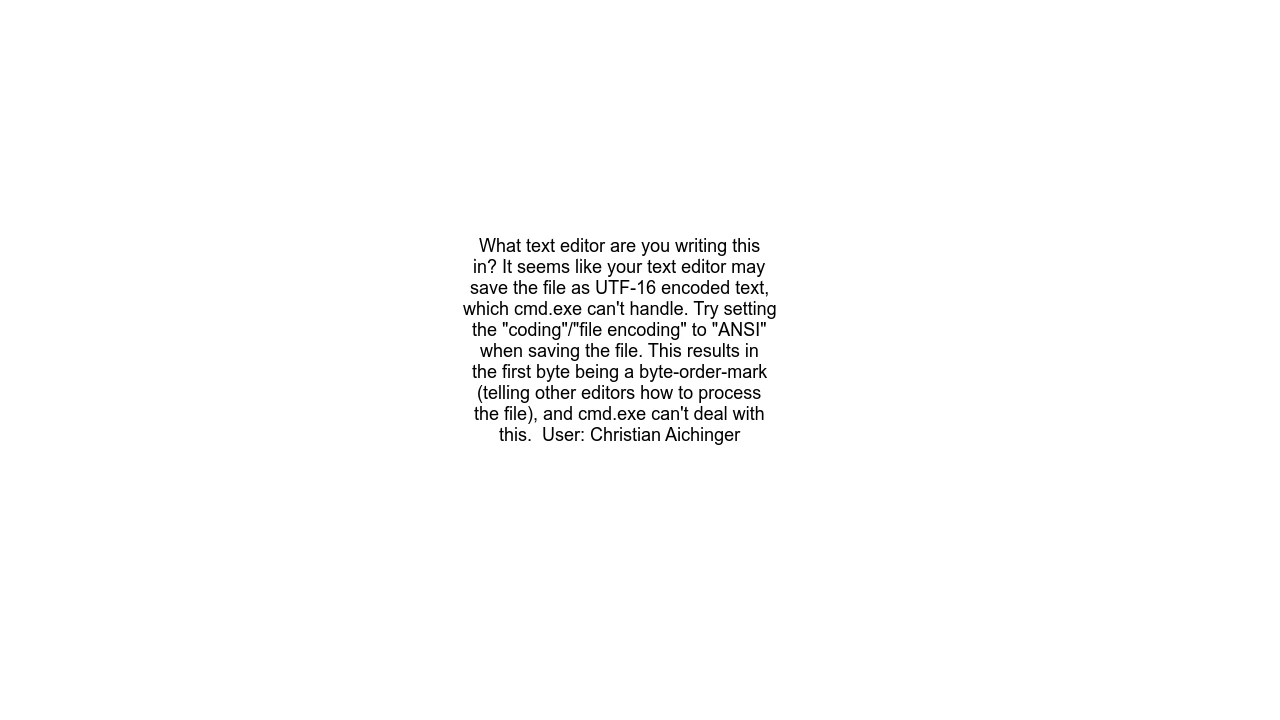 What text editor are you writing this
in? It seems like your text editor may
save the file as UTF-16 encoded text,
which cmd.exe can't handle. Try setting
the "coding"/"file encoding" to "ANSI"
when saving the file. This results in
the first byte being a byte-order-mark
(telling other editors how to process
the file), and cmd.exe can't deal with
this.  User: Christian Aichinger